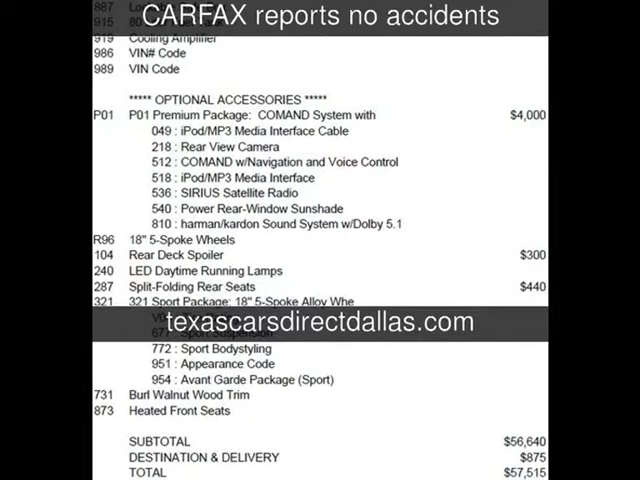 887
CARFAX reports no accidents
915 80
919 Cooling Amplifier
986 VIN# Code
989 VIN Code
***** OPTIONAL ACCESSORIES *****
P01 P01 Premium Package: COMAND System with $4,000
049 : iPod/MP3 Media Interface Cable
218 : Rear View Camera
512 : COMAND w/Navigation and Voice Control
518 : iPod/MP3 Media Interface
536 : SIRIUS Satellite Radio
540 : Power Rear-Window Sunshade
810 : harman/kardon Sound System w/Dolby 5.1
R96 18" 5-Spoke Wheels
104 Rear Deck Spoiler $300
240 LED Daytime Running Lamps
287 Split-Folding Rear Seats $440
321 321 Sport Package: 18" 5-Spoke Alloy Whe
texascarsdirectdallas.com
677 : Sport Suspension
772 : Sport Bodystyling
951 : Appearance Code
954 : Avant Garde Package (Sport)
731 Burl Walnut Wood Trim
873 Heated Front Seats
SUBTOTAL $56,640
DESTINATION & DELIVERY $875
TOTAL $57,515